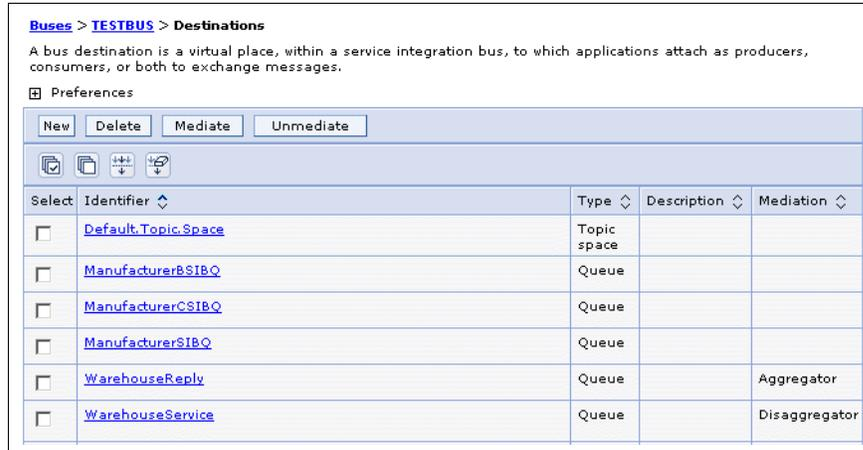 Buses > TESTBUS > Destinations
A bus destination is a virtual place, within a service integration bus, to which applications attach as producers,
consumers, or both to exchange messages.
Preferences
New Delete Mediate Unmediate
Select Identifier Type Description Mediation
Default.Topic.Space Topic
space
ManufacturerBSIBQ Queue
ManufacturerCSIBQ Queue
ManufacturerSIBQ Queue
WarehouseReply Queue Aggregator
WarehouseService Queue Disaggregator